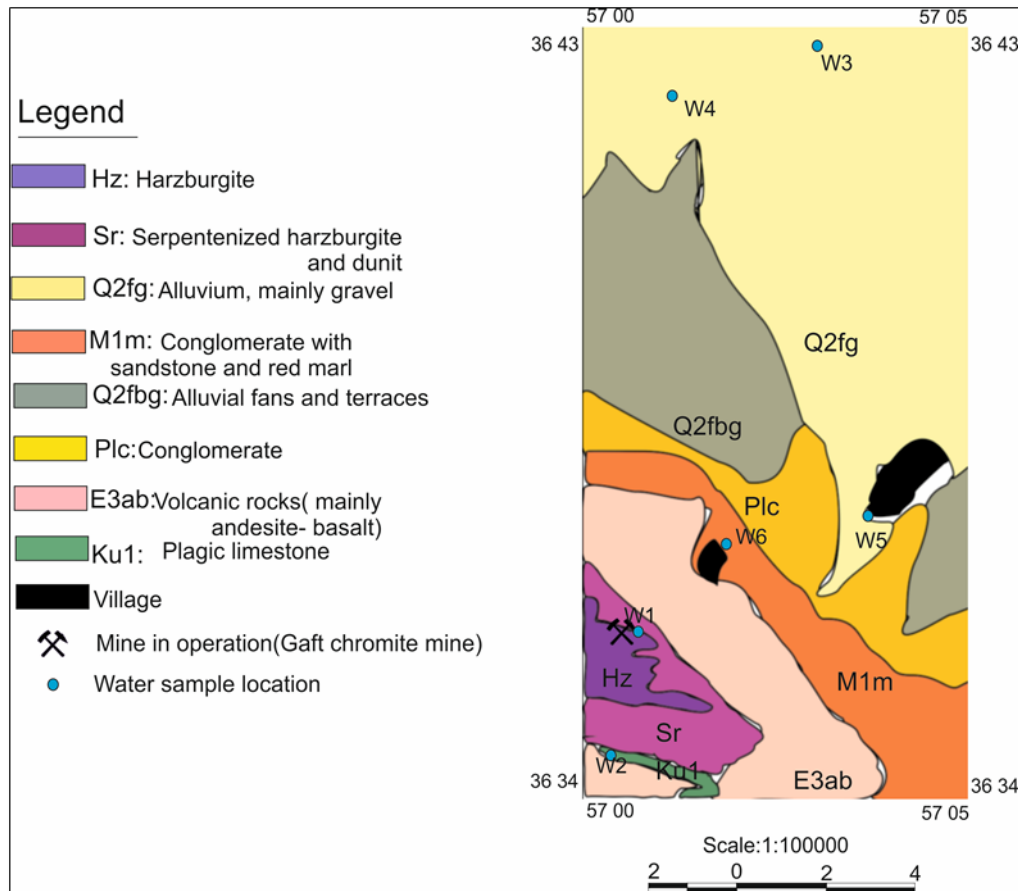 Legend
Hz: Harzburgite
Sr: Serpentenized harzburgite
and dunit
Q2fg: Alluvium, mainly gravel
M1m: Conglomerate with
sandstone and red marl
Q2fbg: Alluvial fans and terraces
Plc: Conglomerate
E3ab: Volcanic rocks( mainly
andesite- basalt)
Ku1: Plagic limestone
Village
Mine in operation(Gaft chromite mine)
Water sample location
57 00
57 05
36 43
36 43
W3
W4
Q2fg
Q2fbg
Plc
W5
W6
W1
Hz
M1m
Sr
W2
Ku1
E3ab
36 34
36 34
57 00
57 05
Scale:1:100000
2 0 2 4